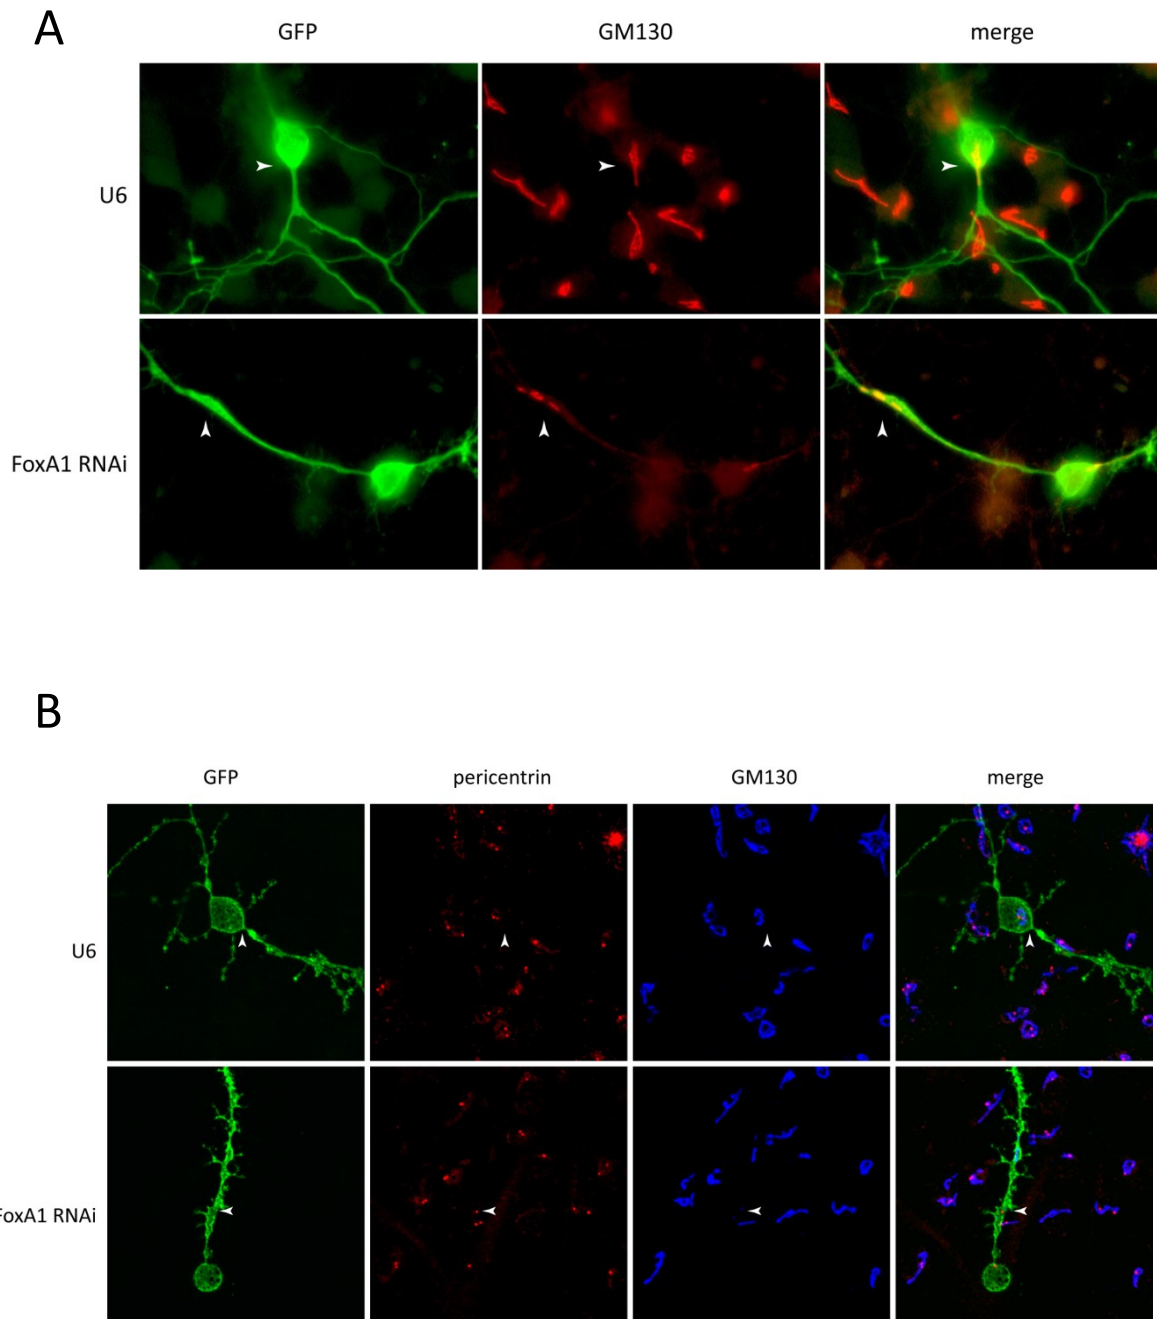 A
GFP GM130 merge
U6
FoxA1 RNAi
B
GFP pericentrin GM130 merge
U6
FoxA1 RNAi